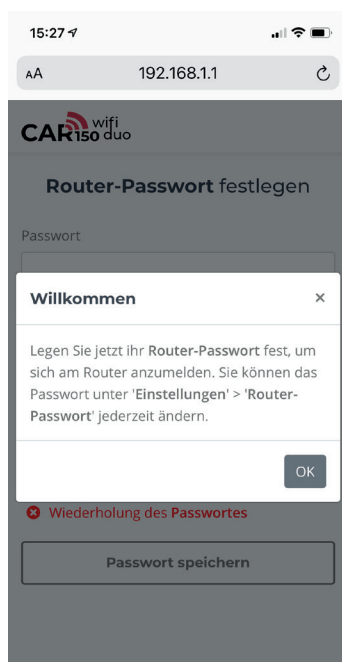 15:27
AA 192.168.1.1
CAR150 wifi duo
Router-Passwort festlegen
Passwort
Willkommen ×
Legen Sie jetzt ihr Router-Passwort fest, um
sich am Router anzumelden. Sie können das
Passwort unter 'Einstellungen' > 'Router-
Passwort' jederzeit ändern.
OK
Wiederholung des Passwortes
Passwort speichern